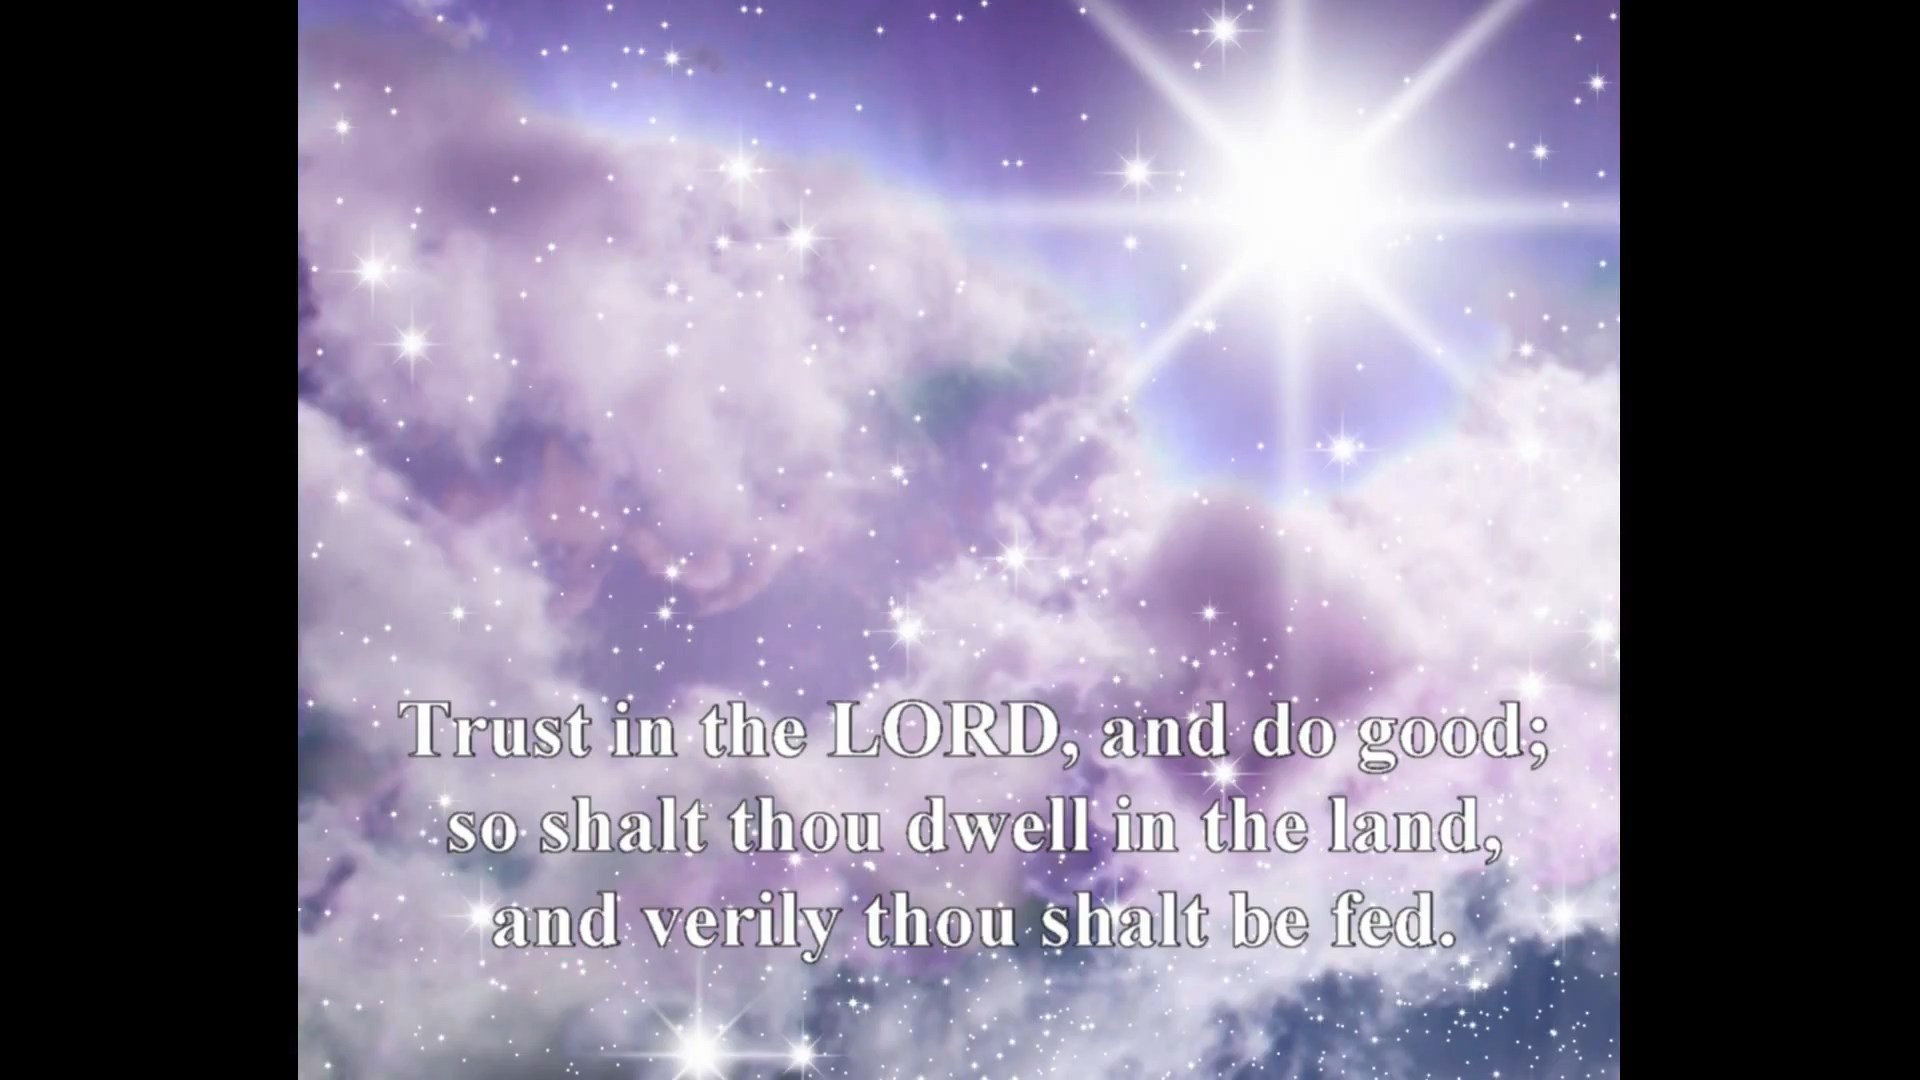 Trust in the LORD, and do good;
so shalt thou dwell in the land,
and verily thou shalt be fed.